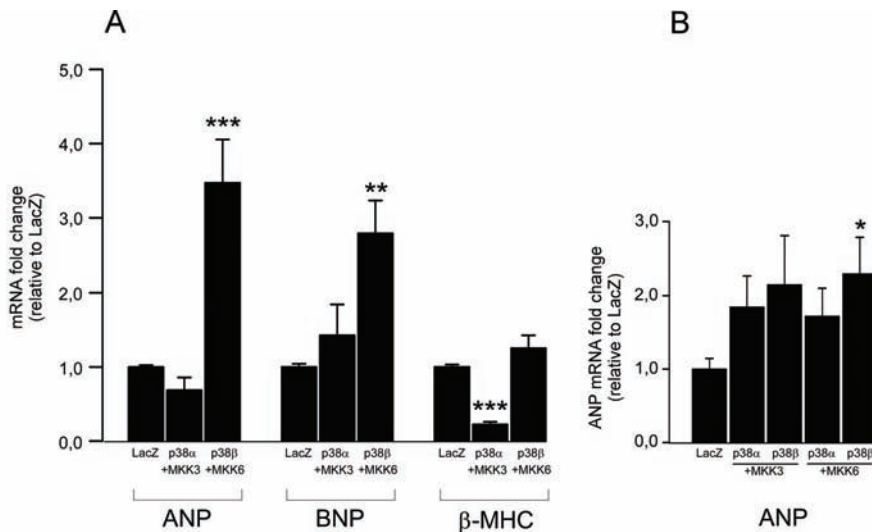 A
mRNA fold change
(relative to LacZ)
5,0
4,0
3,0
2,0
1,0
0,0
***
**
***
LacZ p38α p38β
+MKK3 +MKK6
LacZ p38α p38β
+MKK3 +MKK6
LacZ p38α p38β
+MKK3 +MKK6
ANP
BNP
β-MHC
B
ANP mRNA fold change
(relative to LacZ)
3,0
2,0
1,0
0,0
*
LacZ p38α p38β p38α p38β
+MKK3 +MKK6
ANP